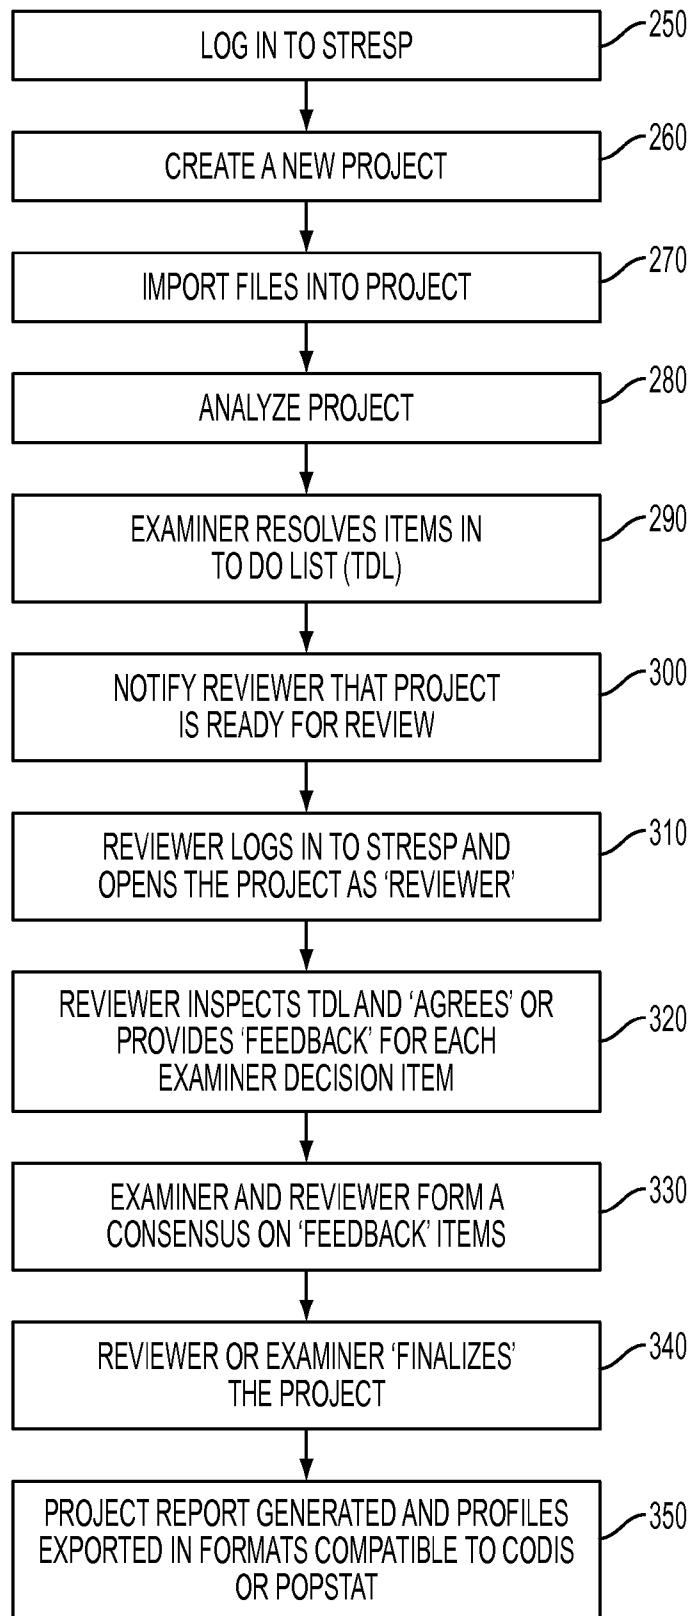 LOG IN TO STRESP
250
CREATE A NEW PROJECT
260
IMPORT FILES INTO PROJECT
270
ANALYZE PROJECT
280
EXAMINER RESOLVES ITEMS IN
TO DO LIST (TDL)
290
NOTIFY REVIEWER THAT PROJECT
IS READY FOR REVIEW
300
REVIEWER LOGS IN TO STRESP AND
OPENS THE PROJECT AS ‘REVIEWER’
310
REVIEWER INSPECTS TDL AND ‘AGREES’ OR
PROVIDES ‘FEEDBACK’ FOR EACH
EXAMINER DECISION ITEM
320
EXAMINER AND REVIEWER FORM A
CONSENSUS ON ‘FEEDBACK’ ITEMS
330
REVIEWER OR EXAMINER ‘FINALIZES’
THE PROJECT
340
PROJECT REPORT GENERATED AND PROFILES
EXPORTED IN FORMATS COMPATIBLE TO CODIS
OR POPSTAT
350